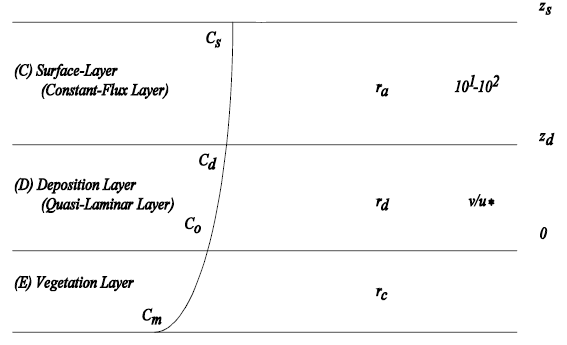 z_s
C_s
(C) Surface-Layer
(Constant-Flux Layer) r_a 10^1-10^2
z_d
C_d
(D) Deposition Layer
(Quasi-Laminar Layer) r_d v/u*
C_o
0
(E) Vegetation Layer
r_c
C_m